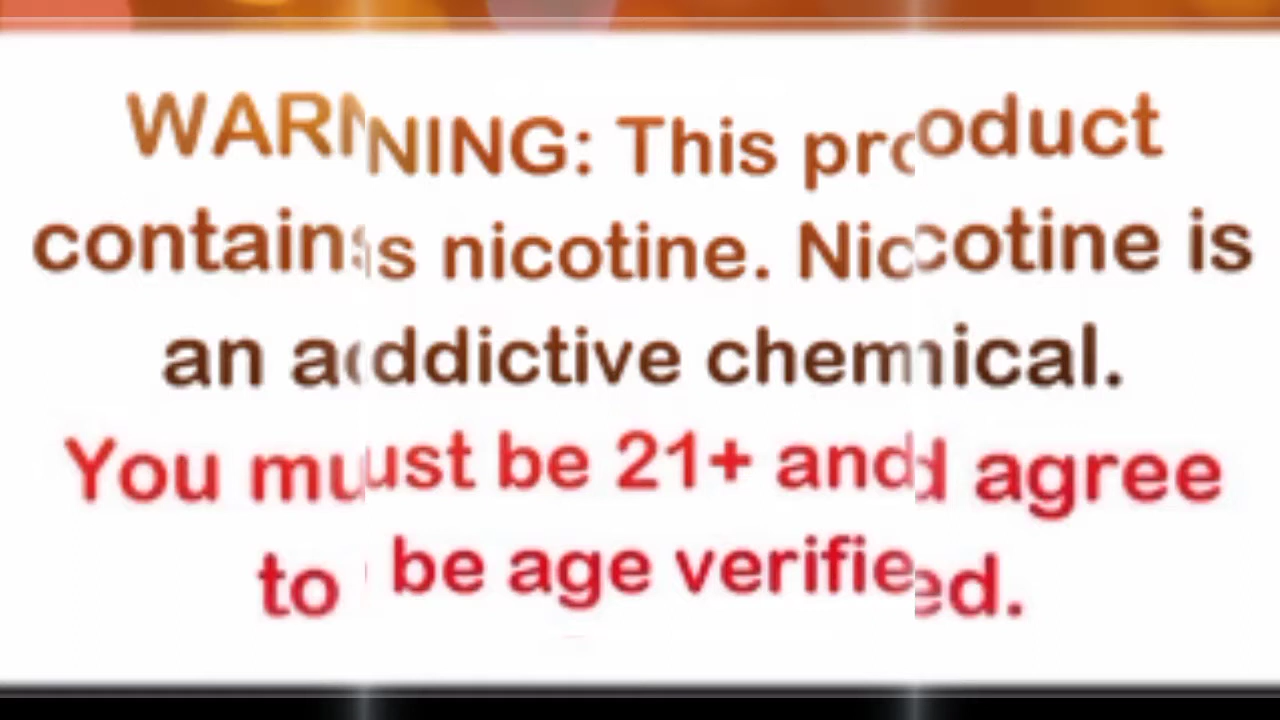 WARNING: This product
contains nicotine. Nicotine is
an addictive chemical.
You must be 21+ and agree
to be age verified.